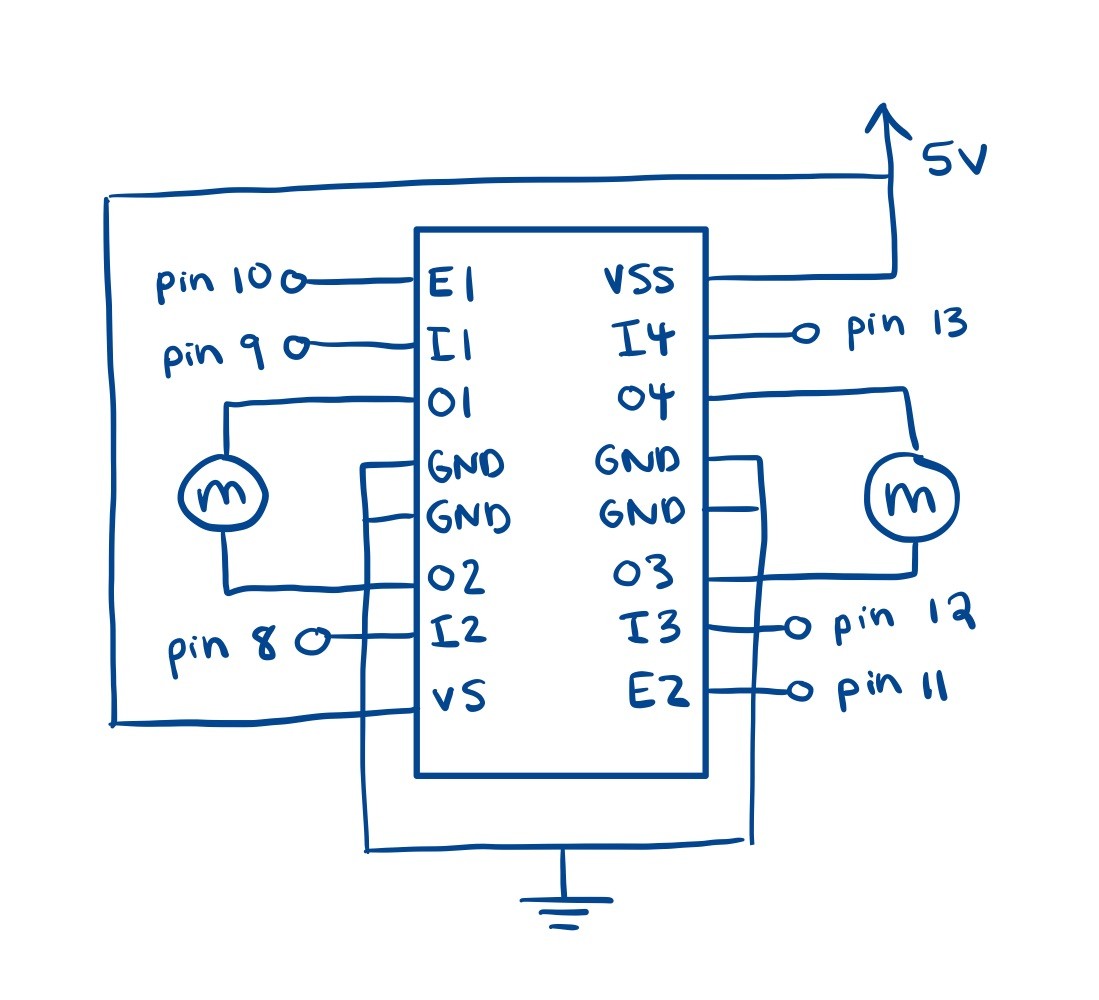 5V
pin 10
E1
VSS
pin 9
I1
I4
pin 13
O1
O4
GND
GND
m
m
GND
GND
O2
O3
pin 8
I2
I3
pin 12
VS
E2
pin 11